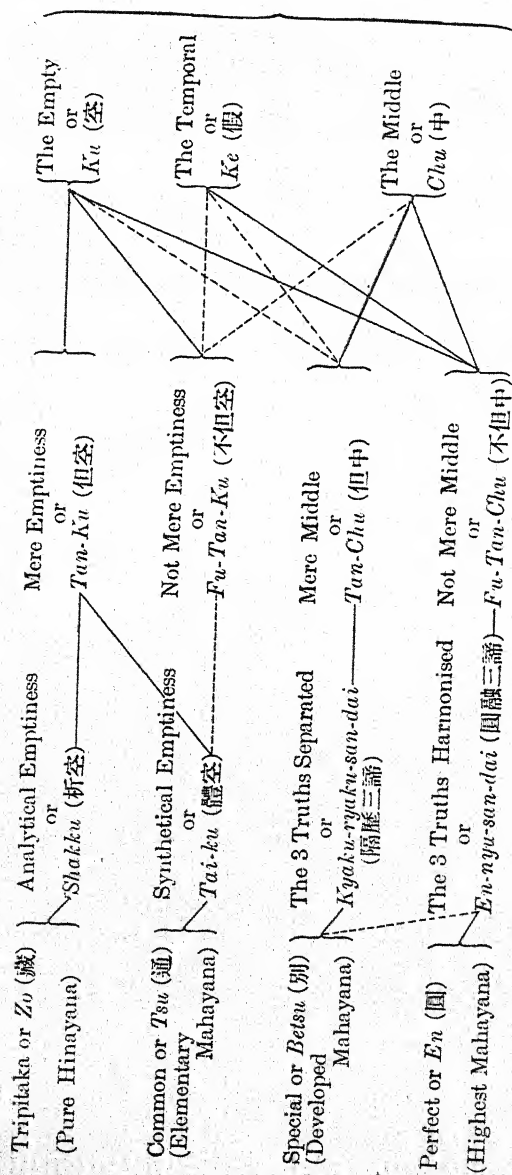 Tripitaka or Zo (藏)
(Pure Hinayana)
Analytical Emptiness
or
Shakku (析空)
Mere Emptiness
or
Tan-Ku (但空)
The Empty
or
Ku (空)
Common or Tsu (通)
(Elementary
Mahayana)
Synthetical Emptiness
or
Tai-ku (體空)
Not Mere Emptiness
or
Fu-Tan-Ku (不但空)
The Temporal
or
Ke (假)
Special or Betsu (別)
(Developed
Mahayana)
The 3 Truths Separated
or
Kyaku-ryaku-san-dai
(隔歷三諦)
Mere Middle
or
Tan-Chu (但中)
The Middle
or
Chu (中)
Perfect or En (圓)
(Highest Mahayana)
The 3 Truths Harmonised
or
En-nyu-san-dai (圓融三諦)
Not Mere Middle
or
Fu-Tan-Chu (不但中)